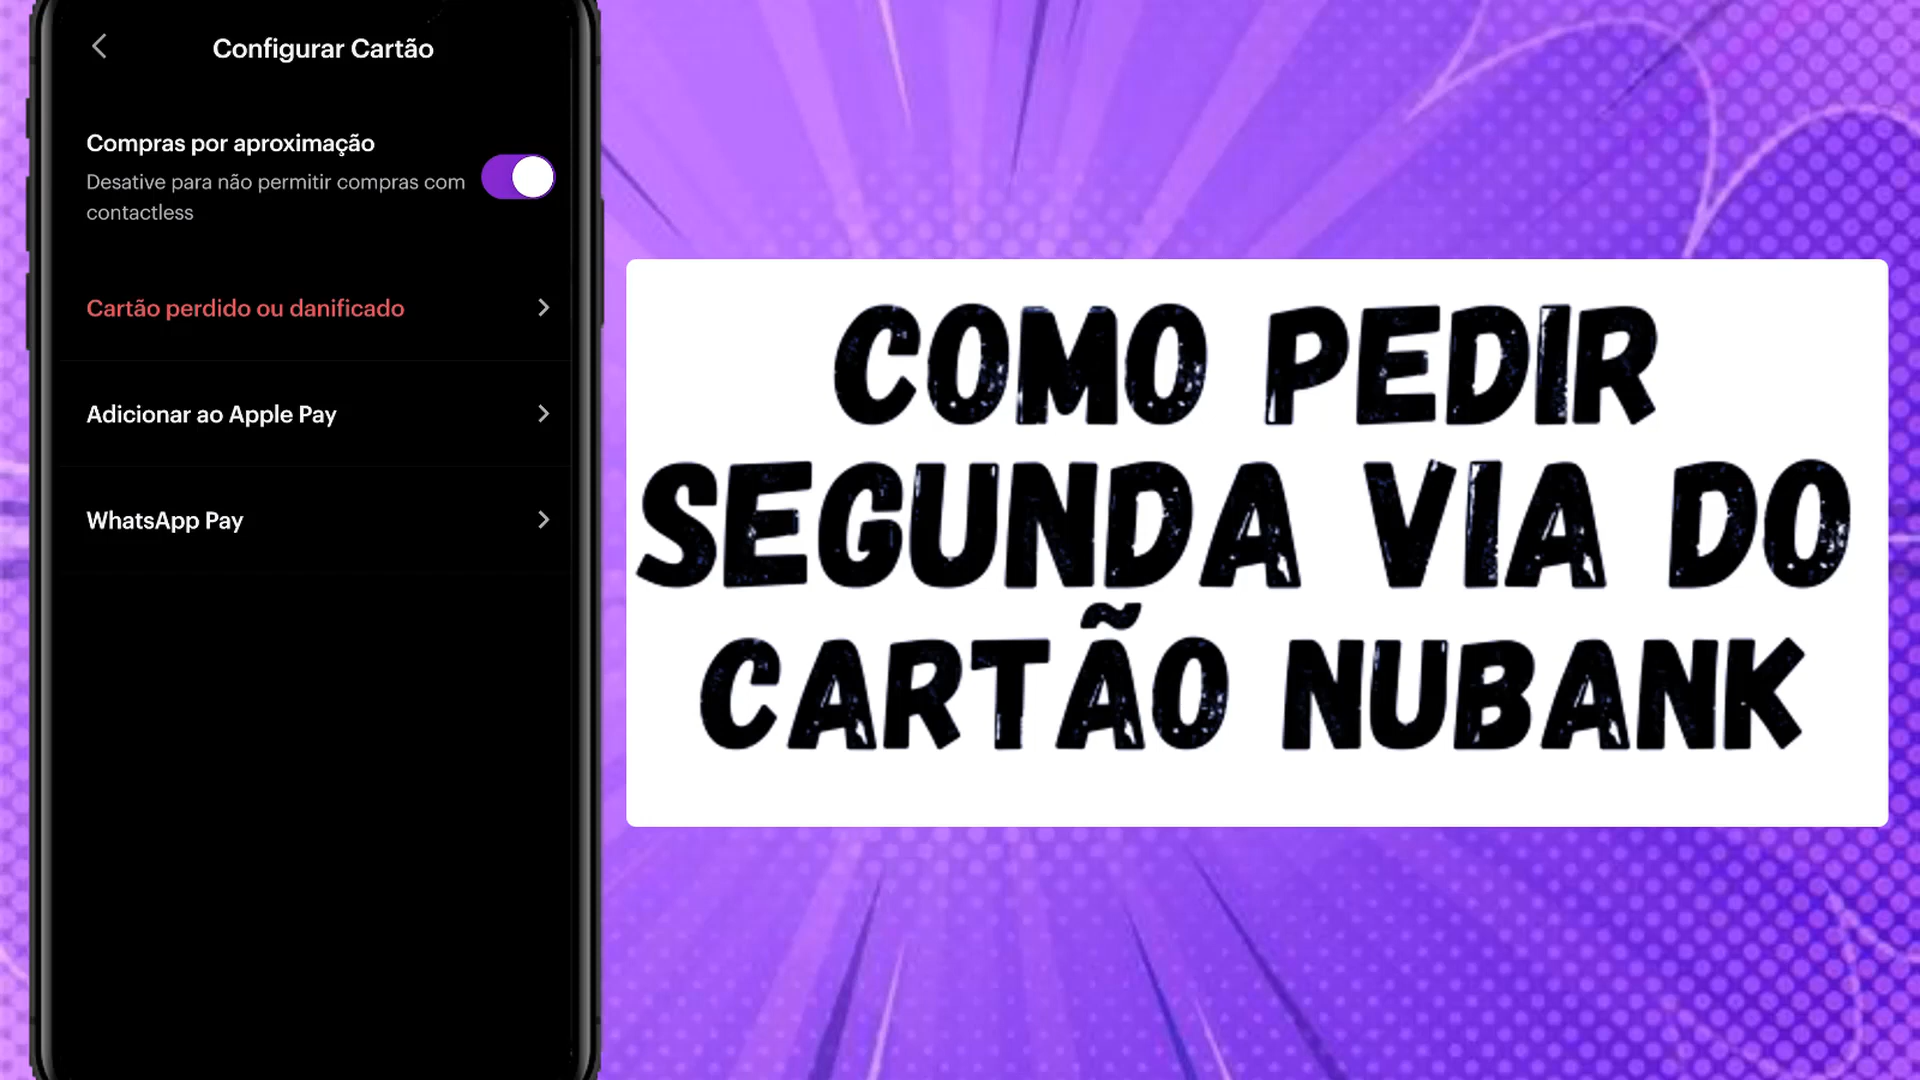 Configurar Cartão
Compras por aproximação
Desative para não permitir compras com
contactless
Cartão perdido ou danificado
Adicionar ao Apple Pay
WhatsApp Pay
COMO PEDIR
SEGUNDA VIA DO
CARTÃO NUBANK